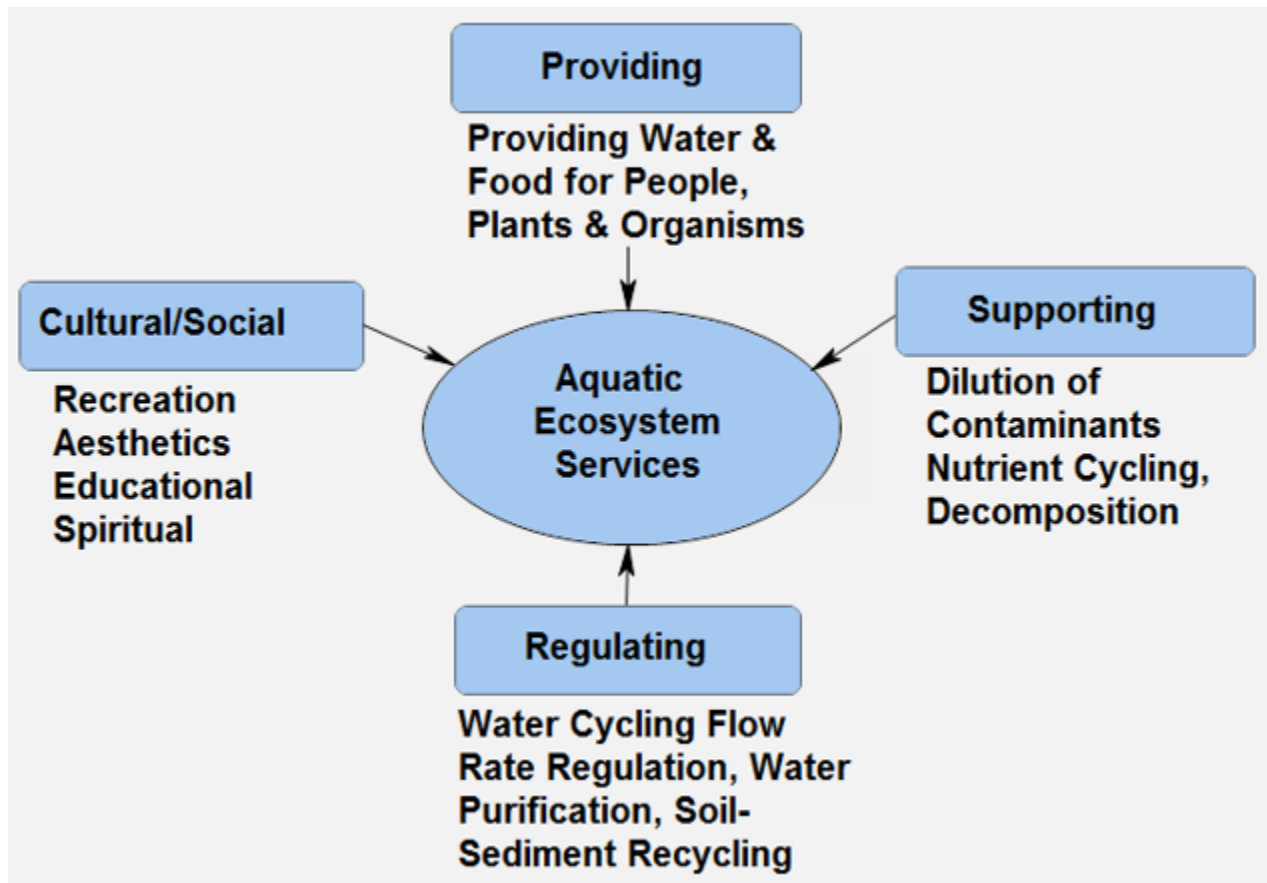 Providing
Providing Water &
Food for People,
Plants & Organisms
Cultural/Social
Recreation
Aesthetics
Educational
Spiritual
Aquatic
Ecosystem
Services
Supporting
Dilution of
Contaminants
Nutrient Cycling,
Decomposition
Regulating
Water Cycling Flow
Rate Regulation, Water
Purification, Soil-
Sediment Recycling